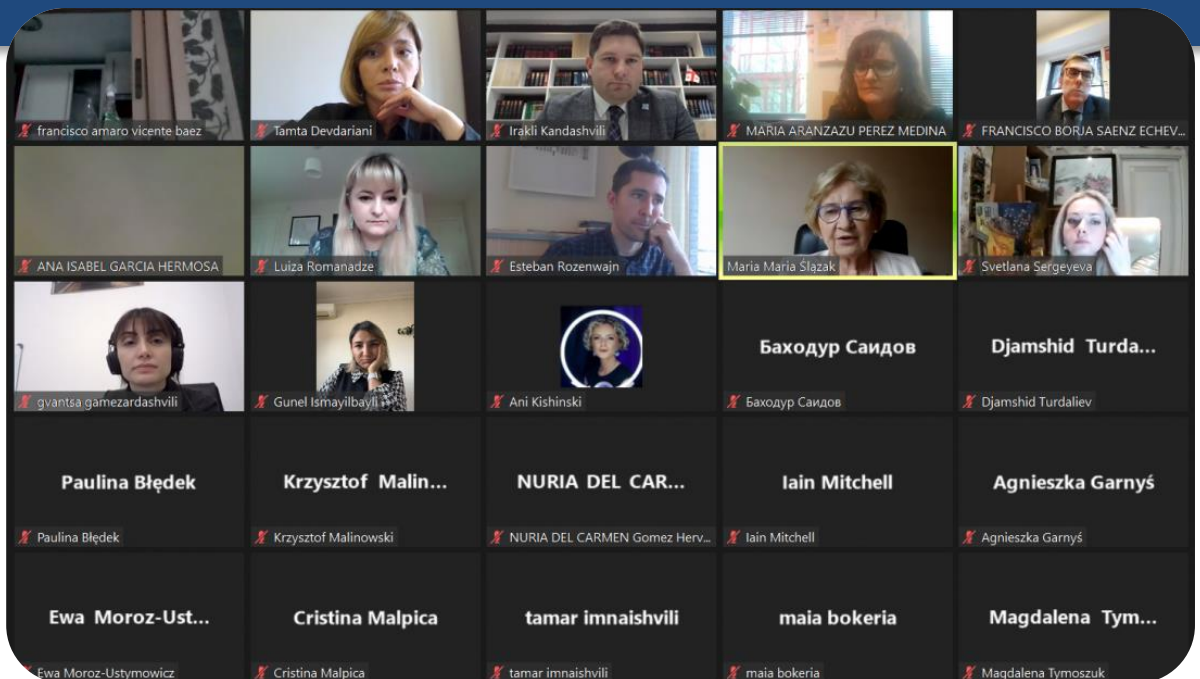 francisco amaro vicente baez
Tamta Devdariani
Irakli Kandashvili
MARIA ARANZAZU PEREZ MEDINA
FRANCISCO BORJA SAENZ ECHEV...
ANA ISABEL GARCIA HERMOSA
Luiza Romanadze
Esteban Rozenwajn
Maria Maria Ślązak
Svetlana Sergeyeva
gvantsa gamezardashvili
Gunel Ismayilbayli
Ani Kishinski
Баходур Саидов
Баходур Саидов
Djamshid Turda...
Djamshid Turdaliev
Paulina Błędek
Paulina Błędek
Krzysztof Malin...
Krzysztof Malinowski
NURIA DEL CAR...
NURIA DEL CARMEN Gomez Herv...
Iain Mitchell
Iain Mitchell
Agnieszka Garnyś
Agnieszka Garnyś
Ewa Moroz-Ust...
Ewa Moroz-Ustymowicz
Cristina Malpica
Cristina Malpica
tamar imnaishvili
tamar imnaishvili
maia bokeria
maia bokeria
Magdalena Tym...
Magdalena Tymoszuk